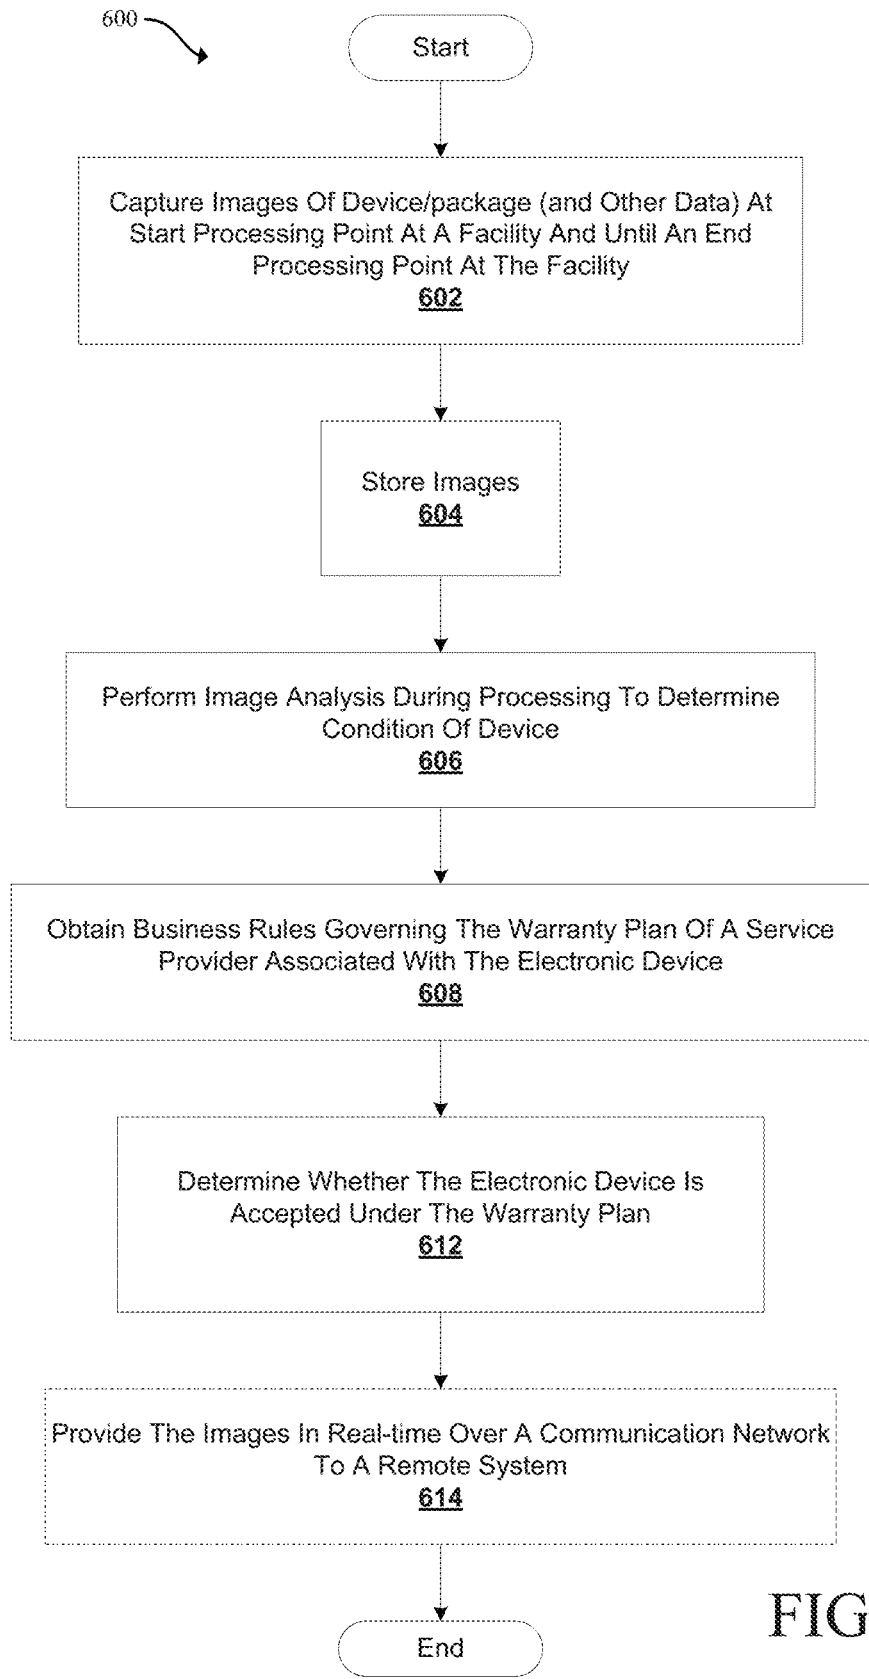 600
Start
Capture Images Of Device/package (and Other Data) At
Start Processing Point At A Facility And Until An End
Processing Point At The Facility
602
Store Images
604
Perform Image Analysis During Processing To Determine
Condition Of Device
606
Obtain Business Rules Governing The Warranty Plan Of A Service
Provider Associated With The Electronic Device
608
Determine Whether The Electronic Device Is
Accepted Under The Warranty Plan
612
Provide The Images In Real-time Over A Communication Network
To A Remote System
614
End
FIG